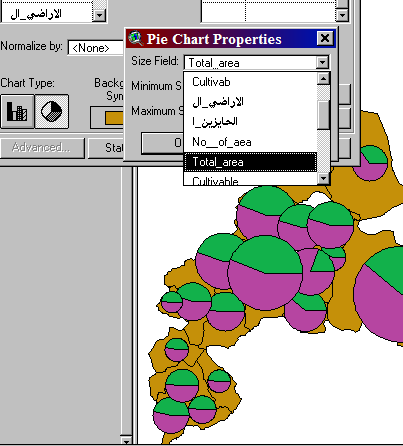 الاراضي_ال
Normalize by: <None>
Chart Type:
Backg
Sym
Advanced...
Stat
Pie Chart Properties
Size Field: Total_area
Minimum S
Maximum S
O
Cultivab
الاراضي_ال
الحايزين_ا
No__of_aea
Total_area
Cultivable